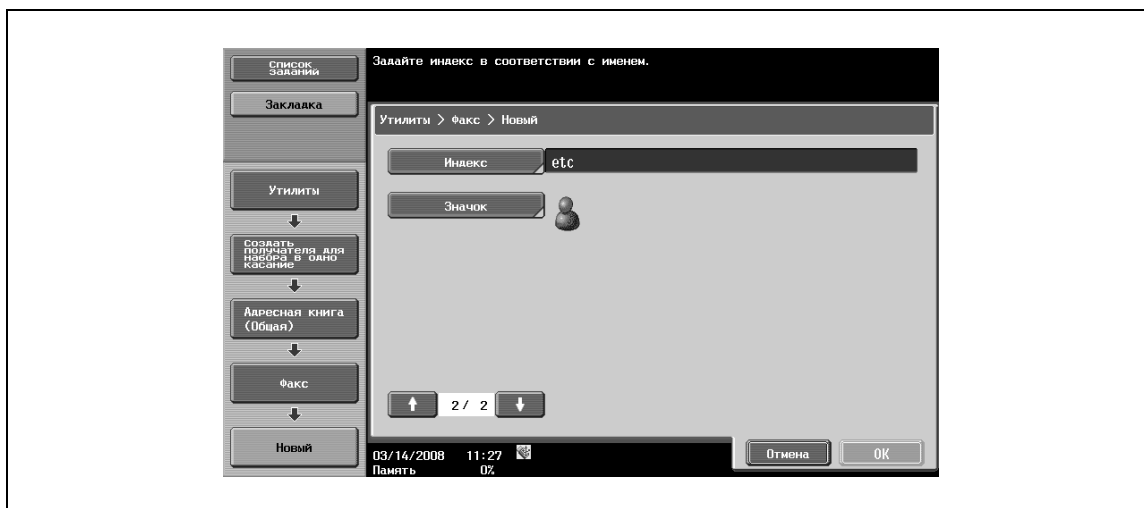 Список
заданий
Закладка
Задайте индекс в соответствии с именем.
Утилиты > Факс > Новый
Индекс
etc
Значок
Утилиты
Создать
получателя для
набора в одно
касание
Адресная книга
(Общая)
Факс
Новый
2/ 2
03/14/2008 11:27
Память 0%
Отмена
OK